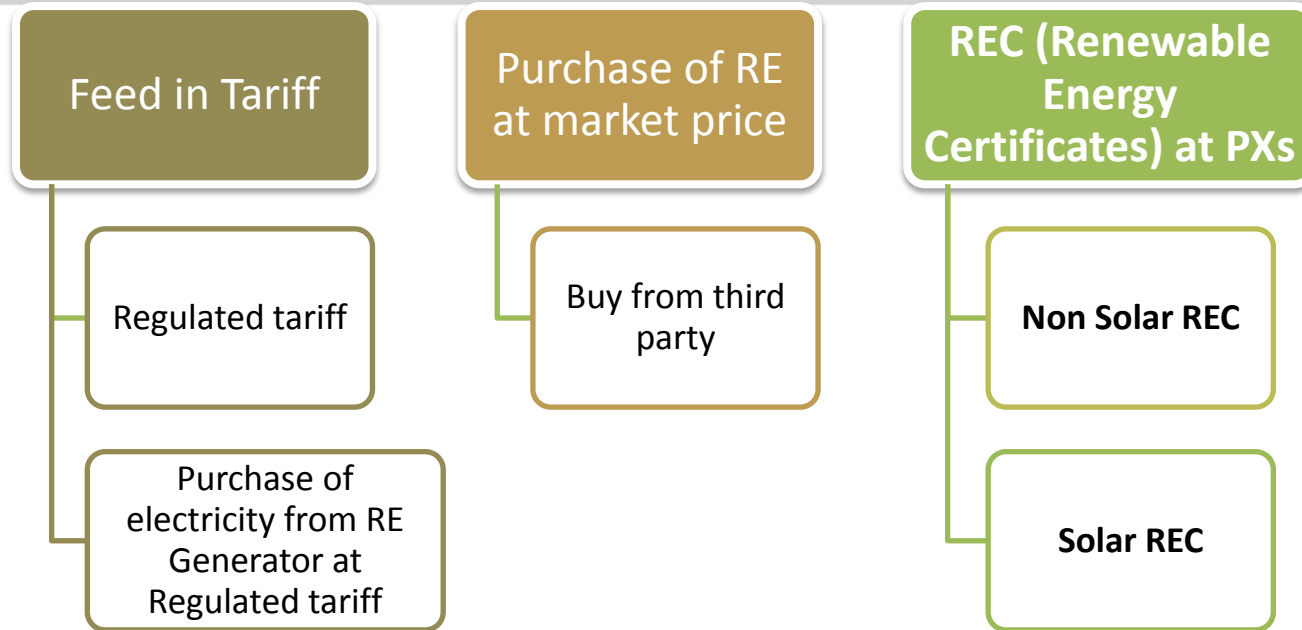 Feed in Tariff
Regulated tariff
Purchase of
electricity from RE
Generator at
Regulated tariff
Purchase of RE
at market price
Buy from third
party
REC (Renewable
Energy
Certificates) at PXs
Non Solar REC
Solar REC